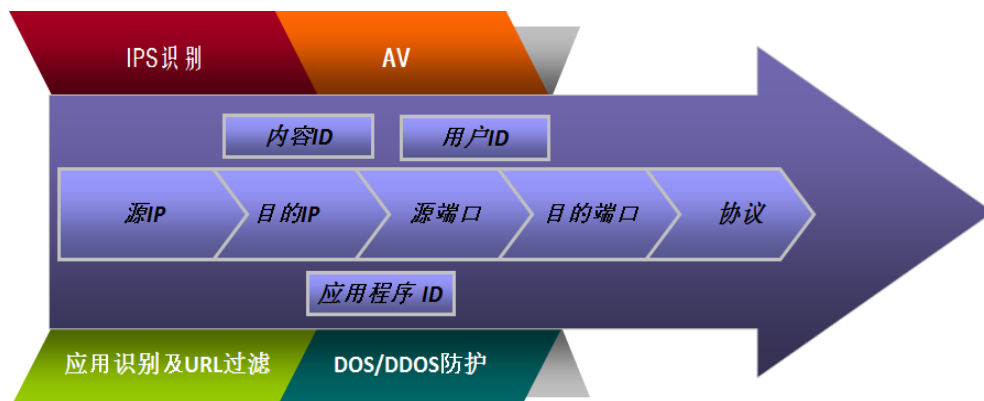 IPS识别
AV
内容ID
用户ID
源IP
目的IP
源端口
目的端口
协议
应用程序 ID
应用识别及URL过滤
DOS/DDOS防护